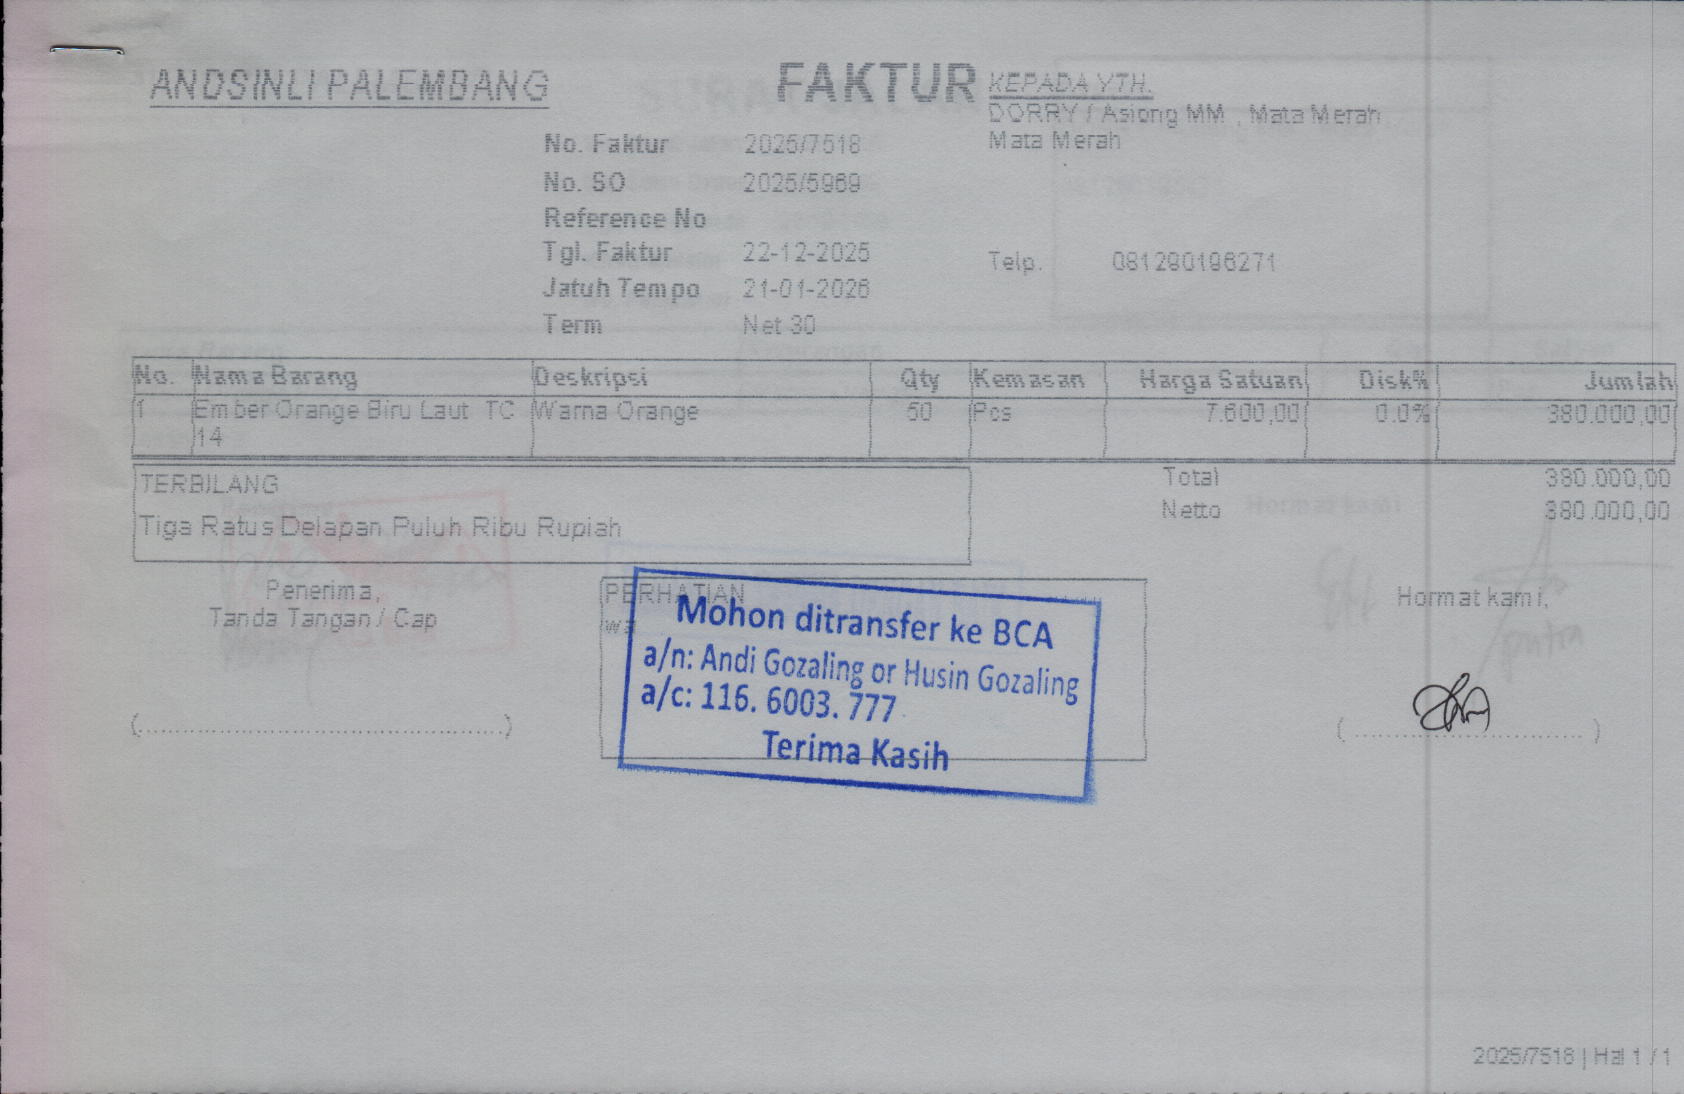 ANDSINLI PALEMBANG
FAKTUR
KEPADA YTH.
DORRY / Asiong MM , Mata Merah
Mata Merah
No. Faktur 2025/7518
No. SO 2025/5969
Reference No
Tgl. Faktur 22-12-2025
Telp. 081290196271
Jatuh Tempo 21-01-2026
Term Net 30
No. Nama Barang Deskripsi Qty Kemasan Harga Satuan Disk% Jumlah
1 Ember Orange Biru Laut TC Warna Orange 50 Pcs 7.600,00 0.0% 380.000,00
14
TERBILANG
Tiga Ratus Delapan Puluh Ribu Rupiah
Total 380.000,00
Netto 380.000,00
Penerima,
Tanda Tangan / Cap
PERHATIAN
Mohon ditransfer ke BCA
a/n: Andi Gozaling or Husin Gozaling
a/c: 116. 6003. 777
Terima Kasih
Hormat kami,
putra
2025/7518 | Hal 1 / 1